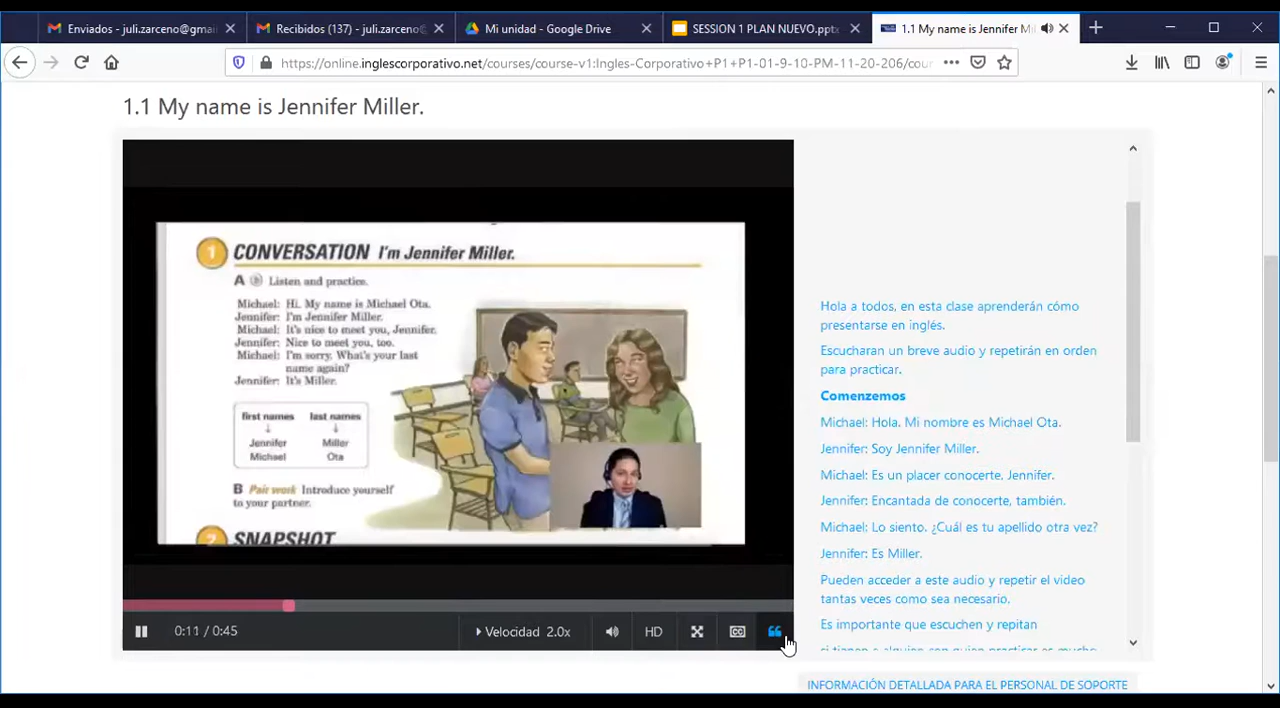 Enviados - juli.zarceno@gmai
Recibidos (137) - juli.zarceno@
Mi unidad - Google Drive
SESSION 1 PLAN NUEVO.pptx
1.1 My name is Jennifer Mi
https://online.inglescorporativo.net/courses/course-v1:Ingles-Corporativo+P1+P1-01-9-10-PM-11-20-206/cour
1.1 My name is Jennifer Miller.
1 CONVERSATION I'm Jennifer Miller.
A Listen and practice.
Michael: Hi. My name is Michael Ota.
Jennifer: I'm Jennifer Miller.
Michael: It's nice to meet you, Jennifer.
Jennifer: Nice to meet you, too.
Michael: I'm sorry. What's your last
name again?
Jennifer: It's Miller.
first names last names
Jennifer Miller
Michael Ota
B Pair work Introduce yourself
to your partner.
2 SNAPSHOT
0:11 / 0:45
Velocidad 2.0x
HD
CC
Hola a todos, en esta clase aprenderán cómo
presentarse en inglés.
Escucharan un breve audio y repetirán en orden
para practicar.
Comenzemos
Michael: Hola. Mi nombre es Michael Ota.
Jennifer: Soy Jennifer Miller.
Michael: Es un placer conocerte, Jennifer.
Jennifer: Encantada de conocerte, también.
Michael: Lo siento. ¿Cuál es tu apellido otra vez?
Jennifer: Es Miller.
Pueden acceder a este audio y repetir el video
tantas veces como sea necesario.
Es importante que escuchen y repitan
si tienen a alguien con quien practicar es mucho
INFORMACIÓN DETALLADA PARA EL PERSONAL DE SOPORTE